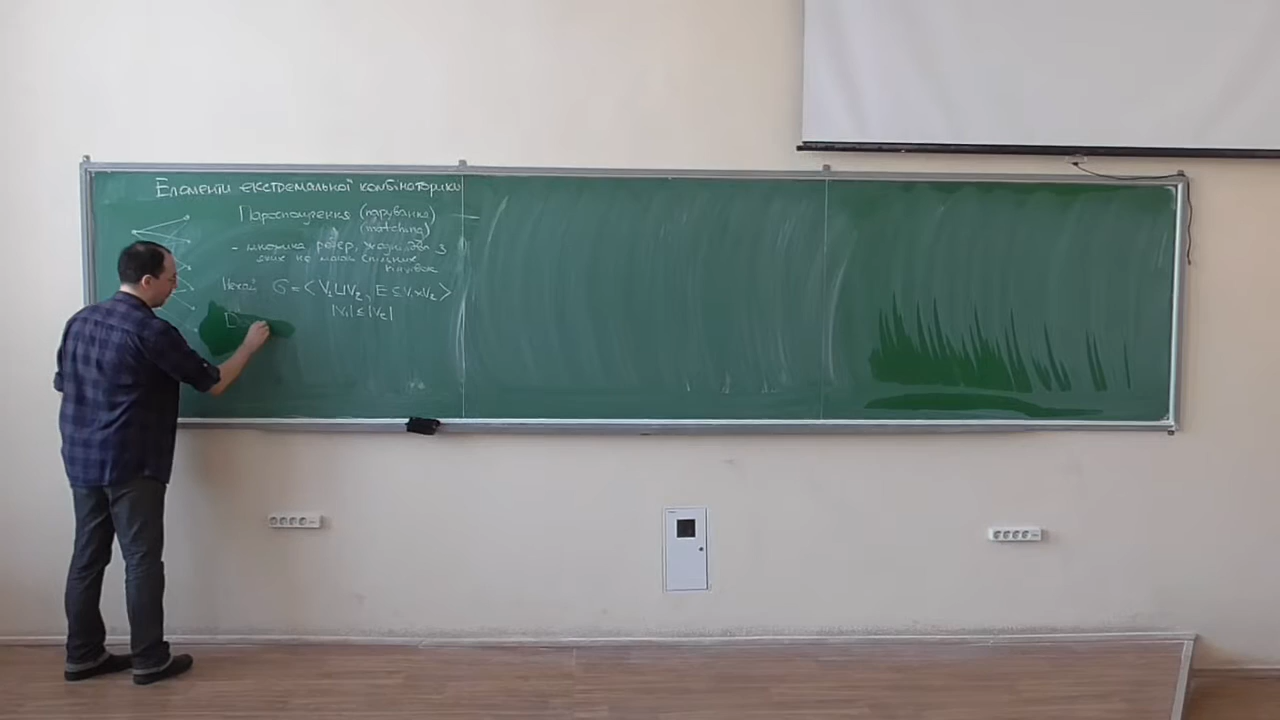 Елементи екстремальної комбінаторики
Паросполучення (парування) —
(matching)
- множина ребер, жодні два з
яких не мають спільних
вершин
Нехай G = < V₁ ⊔ V₂, E ⊆ V₁×V₂ >
|V₁| ≤ |V₂|